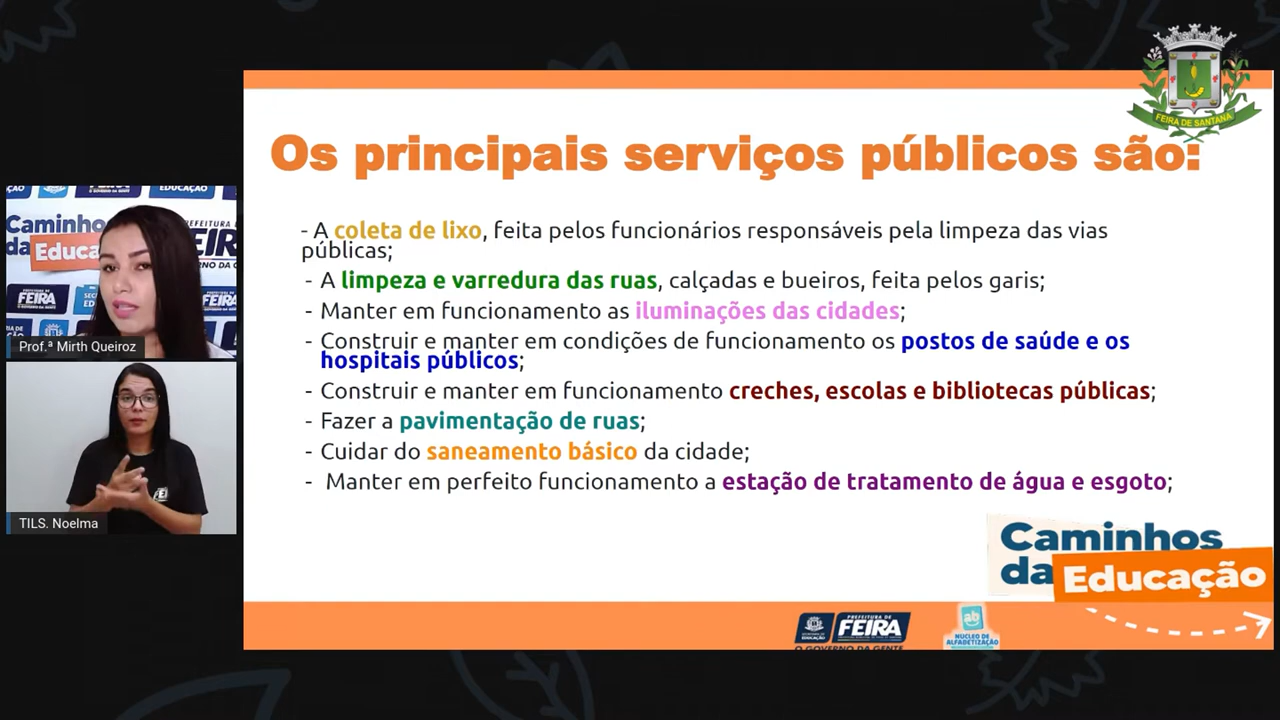 FEIRA DE SANTANA
Os principais serviços públicos são:
- A coleta de lixo, feita pelos funcionários responsáveis pela limpeza das vias
públicas;
- A limpeza e varredura das ruas, calçadas e bueiros, feita pelos garis;
- Manter em funcionamento as iluminações das cidades;
- Construir e manter em condições de funcionamento os postos de saúde e os
hospitais públicos;
- Construir e manter em funcionamento creches, escolas e bibliotecas públicas;
- Fazer a pavimentação de ruas;
- Cuidar do saneamento básico da cidade;
- Manter em perfeito funcionamento a estação de tratamento de água e esgoto;
Caminhos
da Educação
PREFEITURA DE
FEIRA
O GOVERNO DA GENTE
ab
NÚCLEO DE
ALFABETIZAÇÃO
EDUCAÇÃO
Caminhos
da
Educa
FEIRA
Prof.ª Mirth Queiroz
TILS. Noelma